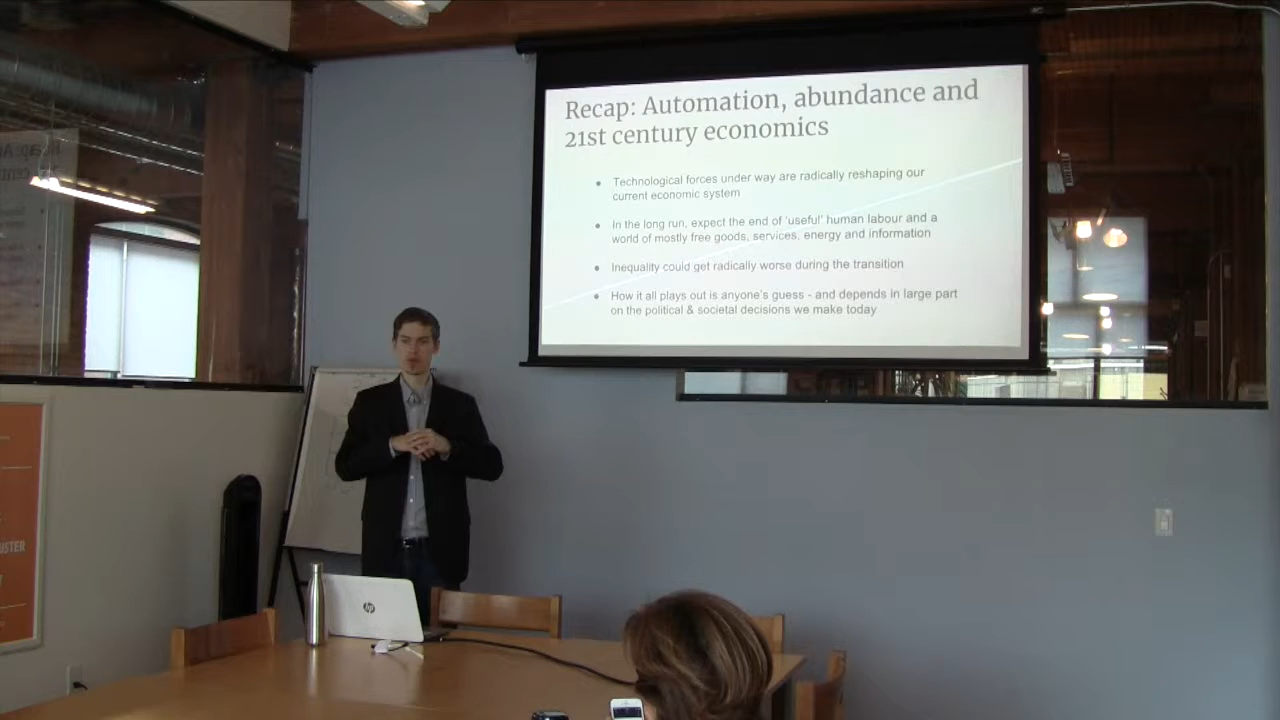 Recap: Automation, abundance and
21st century economics
● Technological forces under way are radically reshaping our
current economic system
● In the long run, expect the end of 'useful' human labour and a
world of mostly free goods, services, energy and information
● Inequality could get radically worse during the transition
● How it all plays out is anyone's guess - and depends in large part
on the political & societal decisions we make today
hp